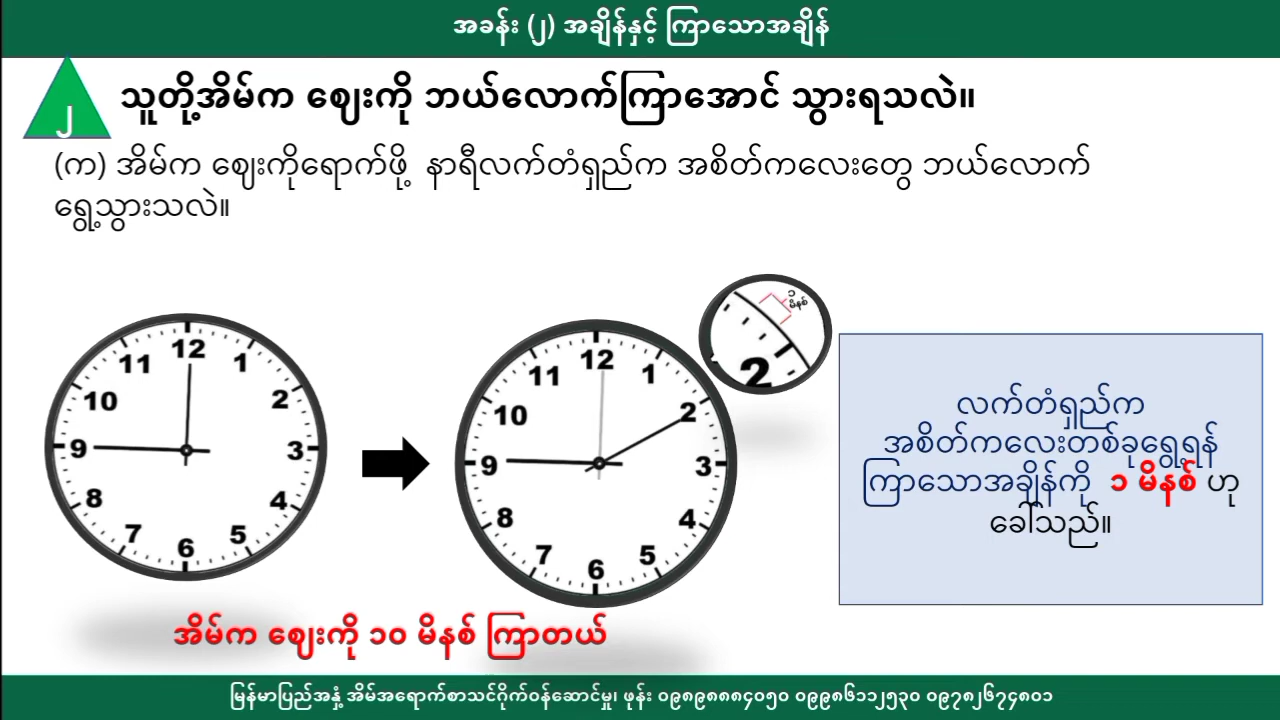 အခန်း (၂) အချိန်နှင့် ကြာသောအချိန်
၂
သူတို့အိမ်က ဈေးကို ဘယ်လောက်ကြာအောင် သွားရသလဲ။
(က) အိမ်က ဈေးကိုရောက်ဖို့ နာရီလက်တံရှည်က အစိတ်ကလေးတွေ ဘယ်လောက်
ရွေ့သွားသလဲ။
12
1
2
3
4
5
6
7
8
9
10
11
12
1
2
3
4
5
6
7
8
9
10
11
၁
မိနစ်
2
လက်တံရှည်က
အစိတ်ကလေးတစ်ခုရွေ့ရန်
ကြာသောအချိန်ကို ၁ မိနစ် ဟု
ခေါ်သည်။
အိမ်က ဈေးကို ၁၀ မိနစ် ကြာတယ်
မြန်မာပြည်အနှံ့ အိမ်အရောက်စာသင်ဂိုက်ဝန်ဆောင်မှု၊ ဖုန်း ၀၉၈၉၈၈၈၄၀၅၀ ၀၉၉၈၆၁၁၂၅၃၀ ၀၉၇၈၂၆၇၄၈၀၁